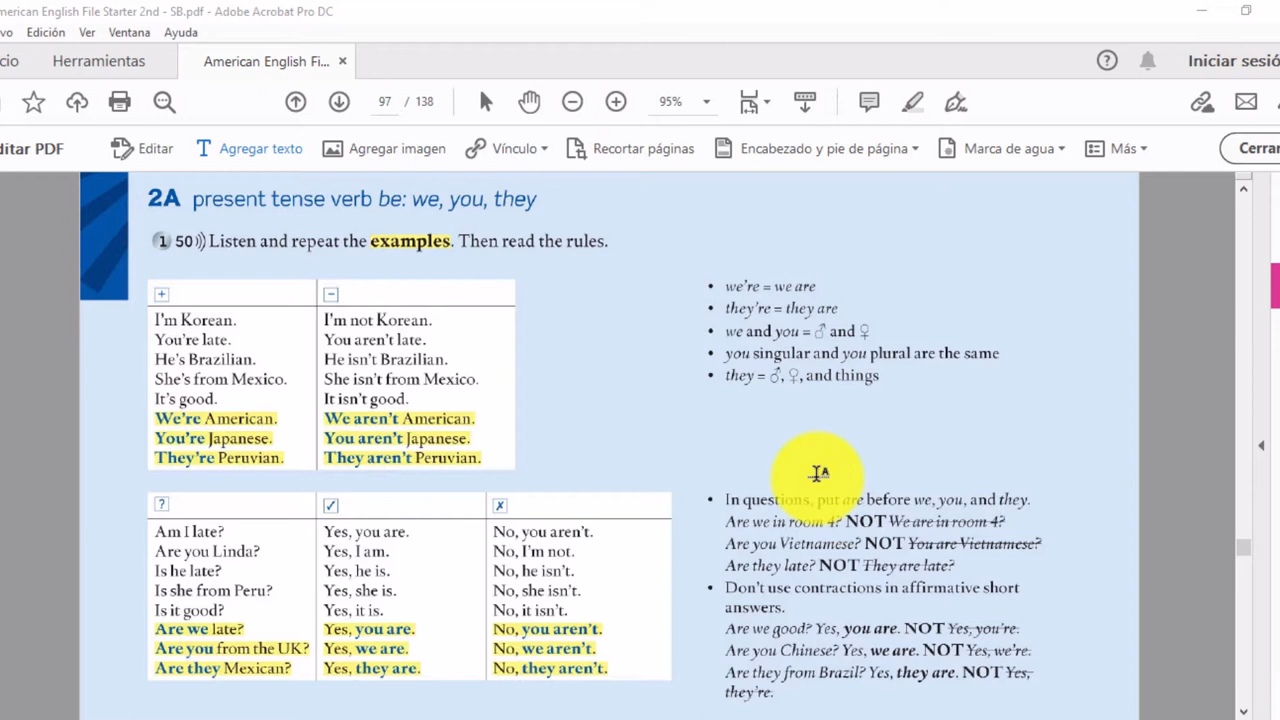 merican English File Starter 2nd - SB.pdf - Adobe Acrobat Pro DC
vo Edición Ver Ventana Ayuda
cio Herramientas American English Fi... × Iniciar sesió
97 / 138 95%
ditar PDF Editar Agregar texto Agregar imagen Vínculo Recortar páginas Encabezado y pie de página Marca de agua Más Cerrar
2A present tense verb be: we, you, they
1 50 Listen and repeat the examples. Then read the rules.
+ −
I'm Korean. I'm not Korean.
You're late. You aren't late.
He's Brazilian. He isn't Brazilian.
She's from Mexico. She isn't from Mexico.
It's good. It isn't good.
We're American. We aren't American.
You're Japanese. You aren't Japanese.
They're Peruvian. They aren't Peruvian.
• we're = we are
• they're = they are
• we and you = ♂ and ♀
• you singular and you plural are the same
• they = ♂, ♀, and things
? ✓ ✗
Am I late? Yes, you are. No, you aren't.
Are you Linda? Yes, I am. No, I'm not.
Is he late? Yes, he is. No, he isn't.
Is she from Peru? Yes, she is. No, she isn't.
Is it good? Yes, it is. No, it isn't.
Are we late? Yes, you are. No, you aren't.
Are you from the UK? Yes, we are. No, we aren't.
Are they Mexican? Yes, they are. No, they aren't.
• In questions, put are before we, you, and they.
Are we in room 4? NOT We are in room 4?
Are you Vietnamese? NOT You are Vietnamese?
Are they late? NOT They are late?
• Don't use contractions in affirmative short
answers.
Are we good? Yes, you are. NOT Yes, you're.
Are you Chinese? Yes, we are. NOT Yes, we're.
Are they from Brazil? Yes, they are. NOT Yes,
they're.